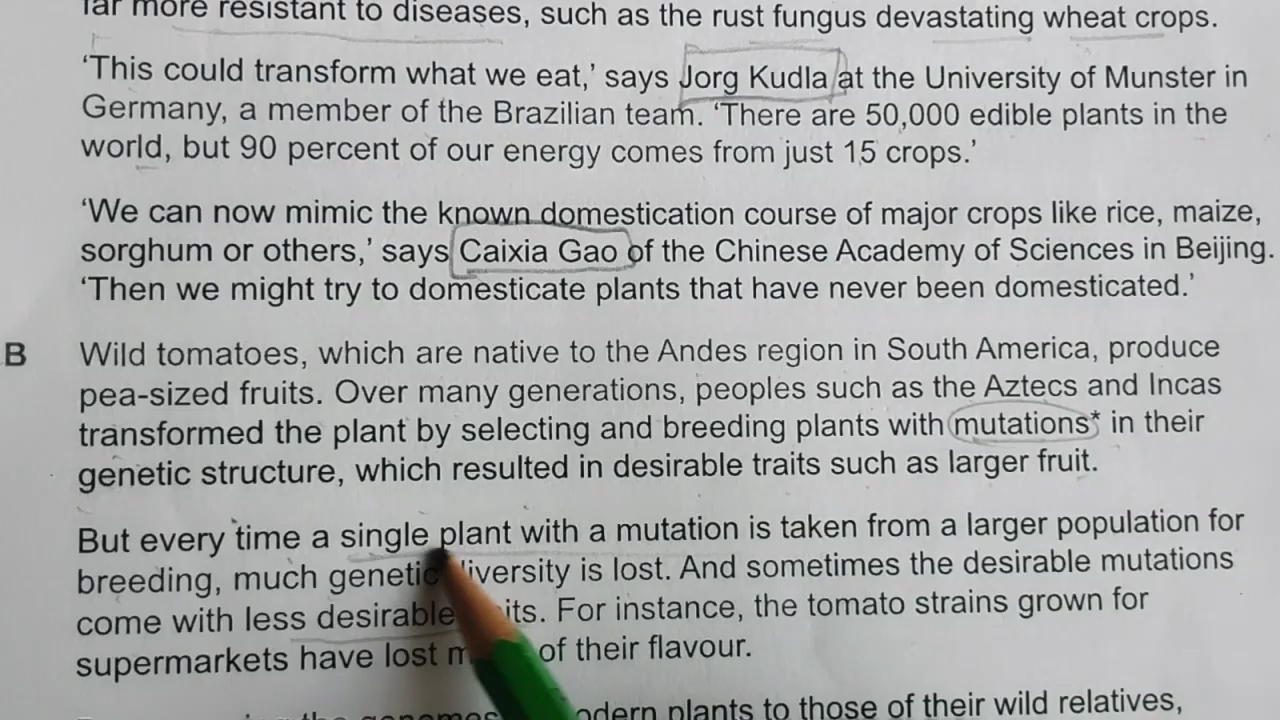 far more resistant to diseases, such as the rust fungus devastating wheat crops.
‘This could transform what we eat,’ says Jorg Kudla at the University of Munster in
Germany, a member of the Brazilian team. ‘There are 50,000 edible plants in the
world, but 90 percent of our energy comes from just 15 crops.’
‘We can now mimic the known domestication course of major crops like rice, maize,
sorghum or others,’ says Caixia Gao of the Chinese Academy of Sciences in Beijing.
‘Then we might try to domesticate plants that have never been domesticated.’
B Wild tomatoes, which are native to the Andes region in South America, produce
pea-sized fruits. Over many generations, peoples such as the Aztecs and Incas
transformed the plant by selecting and breeding plants with mutations* in their
genetic structure, which resulted in desirable traits such as larger fruit.
But every time a single plant with a mutation is taken from a larger population for
breeding, much genetic diversity is lost. And sometimes the desirable mutations
come with less desirable traits. For instance, the tomato strains grown for
supermarkets have lost of their flavour.
the genomes modern plants to those of their wild relatives,